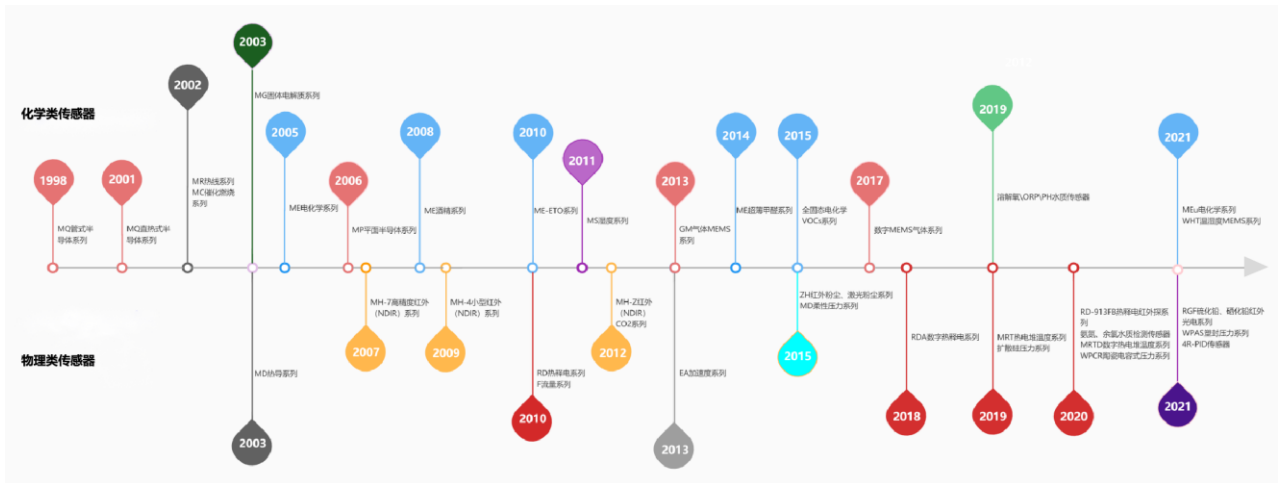 化学类传感器
1998
MQ管式半
导体系列
2001
MQ直热式半
导体系列
2002
MR热线系列
MC催化燃烧
系列
2003
MG固体电解质系列
2005
ME电化学系列
2006
MP平面半导体系列
2008
ME酒精系列
2010
ME-ETO系列
2011
MS湿度系列
2013
GM气体MEMS
系列
2014
ME超薄甲醛系列
2015
全固态电化学
VOCs系列
2017
数字MEMS气体系列
2019
溶解氧\ORP\PH水质传感器
2021
MEu电化学系列
WHT温湿度MEMS系列
物理类传感器
MD热导系列
2003
MH-7高精度红外
（NDIR）系列
2007
MH-4小型红外
（NDIR）系列
2009
RD热释电系列
F流量系列
2010
MH-Z红外
（NDIR）
CO2系列
2012
EA加速度系列
2013
ZH红外粉尘、激光粉尘系列
MD柔性压力系列
2015
RDA数字热释电系列
2018
MRT热电堆温度系列
扩散硅压力系列
2019
RD-913FB热释电红外探系
列
氨氮、余氯水质检测传感器
MRTD数字热电堆温度系列
WPCR陶瓷电容式压力系列
2020
RGF硫化铅、硒化铅红外
光电系列
WPAS塑封压力系列
4R-PID传感器
2021